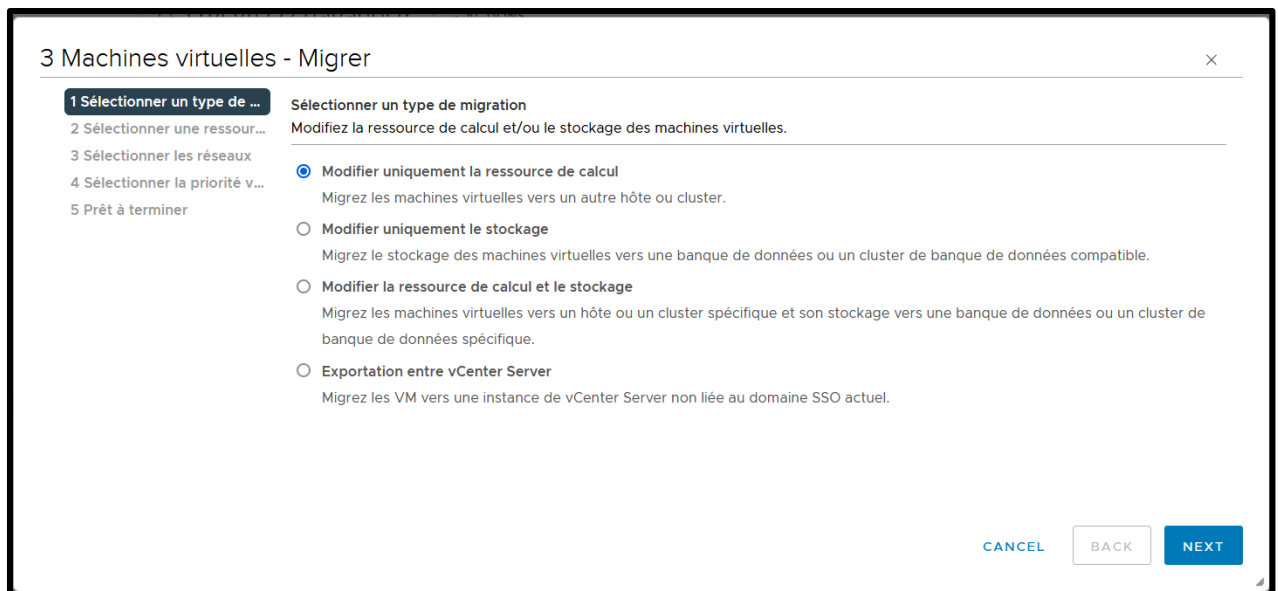 3 Machines virtuelles - Migrer
1 Sélectionner un type de ...
2 Sélectionner une ressour...
3 Sélectionner les réseaux
4 Sélectionner la priorité v...
5 Prêt à terminer
Sélectionner un type de migration
Modifiez la ressource de calcul et/ou le stockage des machines virtuelles.
Modifier uniquement la ressource de calcul
Migrez les machines virtuelles vers un autre hôte ou cluster.
Modifier uniquement le stockage
Migrez le stockage des machines virtuelles vers une banque de données ou un cluster de banque de données compatible.
Modifier la ressource de calcul et le stockage
Migrez les machines virtuelles vers un hôte ou un cluster spécifique et son stockage vers une banque de données ou un cluster de
banque de données spécifique.
Exportation entre vCenter Server
Migrez les VM vers une instance de vCenter Server non liée au domaine SSO actuel.
CANCEL
BACK
NEXT